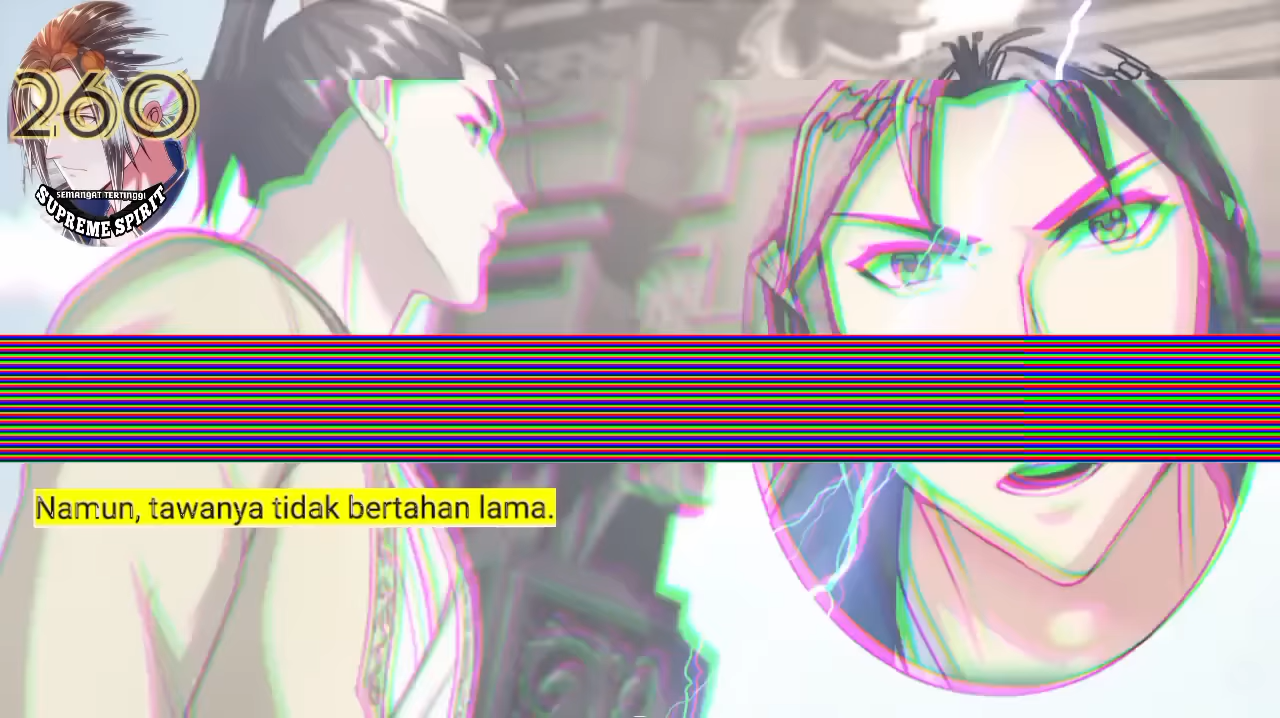 260
SEMANGAT TERTINGGI
SUPREME SPIRIT
Namun, tawanya tidak bertahan lama.